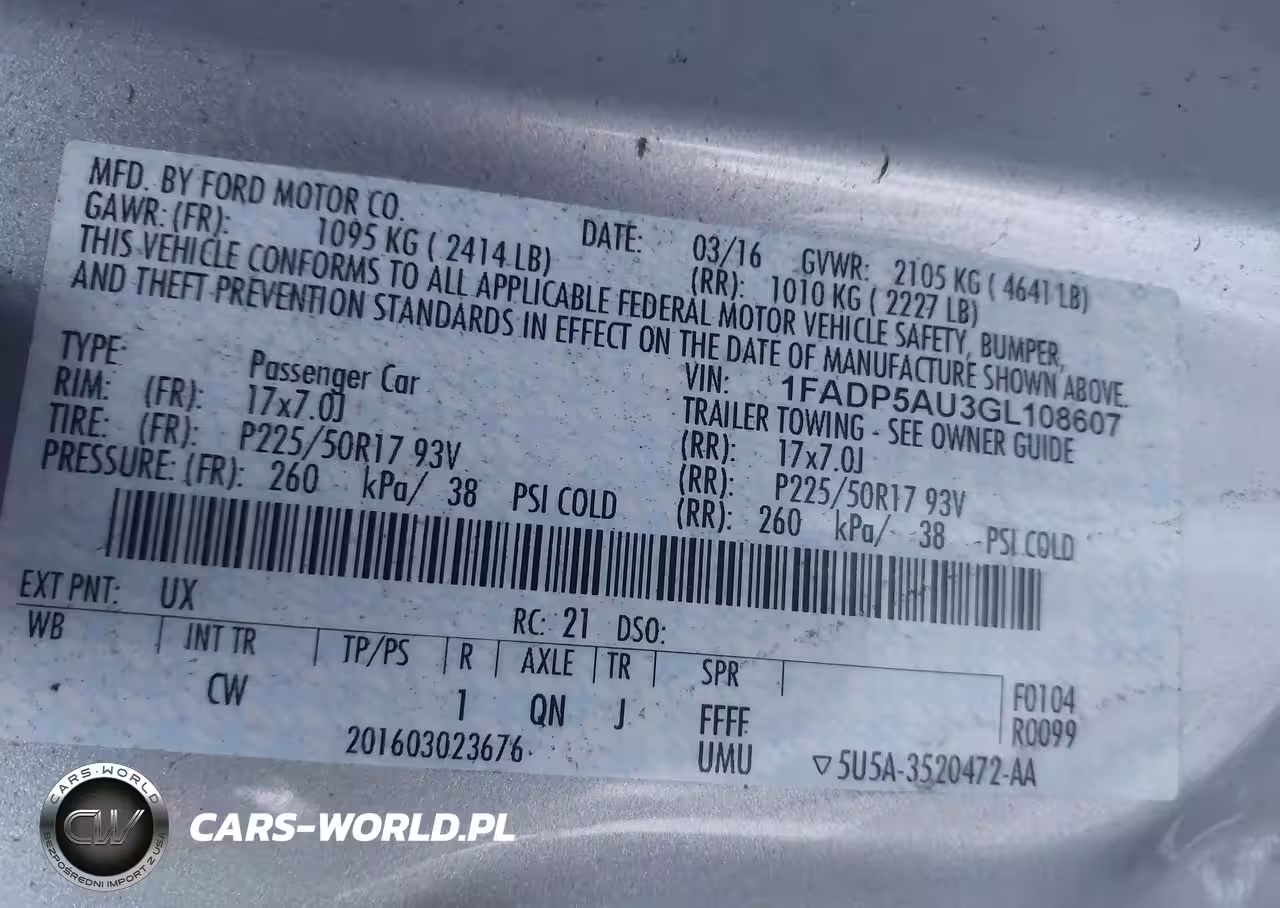 MFD. BY FORD MOTOR CO.
DATE: 03/16 GVWR: 2105 KG ( 4641 LB)
GAWR: (FR): 1095 KG ( 2414 LB) (RR): 1010 KG ( 2227 LB)
THIS VEHICLE CONFORMS TO ALL APPLICABLE FEDERAL MOTOR VEHICLE SAFETY, BUMPER,
AND THEFT PREVENTION STANDARDS IN EFFECT ON THE DATE OF MANUFACTURE SHOWN ABOVE.
VIN: 1FADP5AU3GL108607
TYPE: Passenger Car TRAILER TOWING - SEE OWNER GUIDE
RIM: (FR): 17x7.0J (RR): 17x7.0J
TIRE: (FR): P225/50R17 93V (RR): P225/50R17 93V
PRESSURE: (FR): 260 kPa/ 38 PSI COLD (RR): 260 kPa/ 38 PSI COLD
EXT PNT: UX RC: 21 DSO:
WB INT TR TP/PS R AXLE TR SPR
CW 1 QN J FFFF F0104
R0099
201603023676 UMU ▽5U5A-3520472-AA
CARS-WORLD
CW
BEZPOŚREDNI IMPORT Z USA
CARS-WORLD.PL